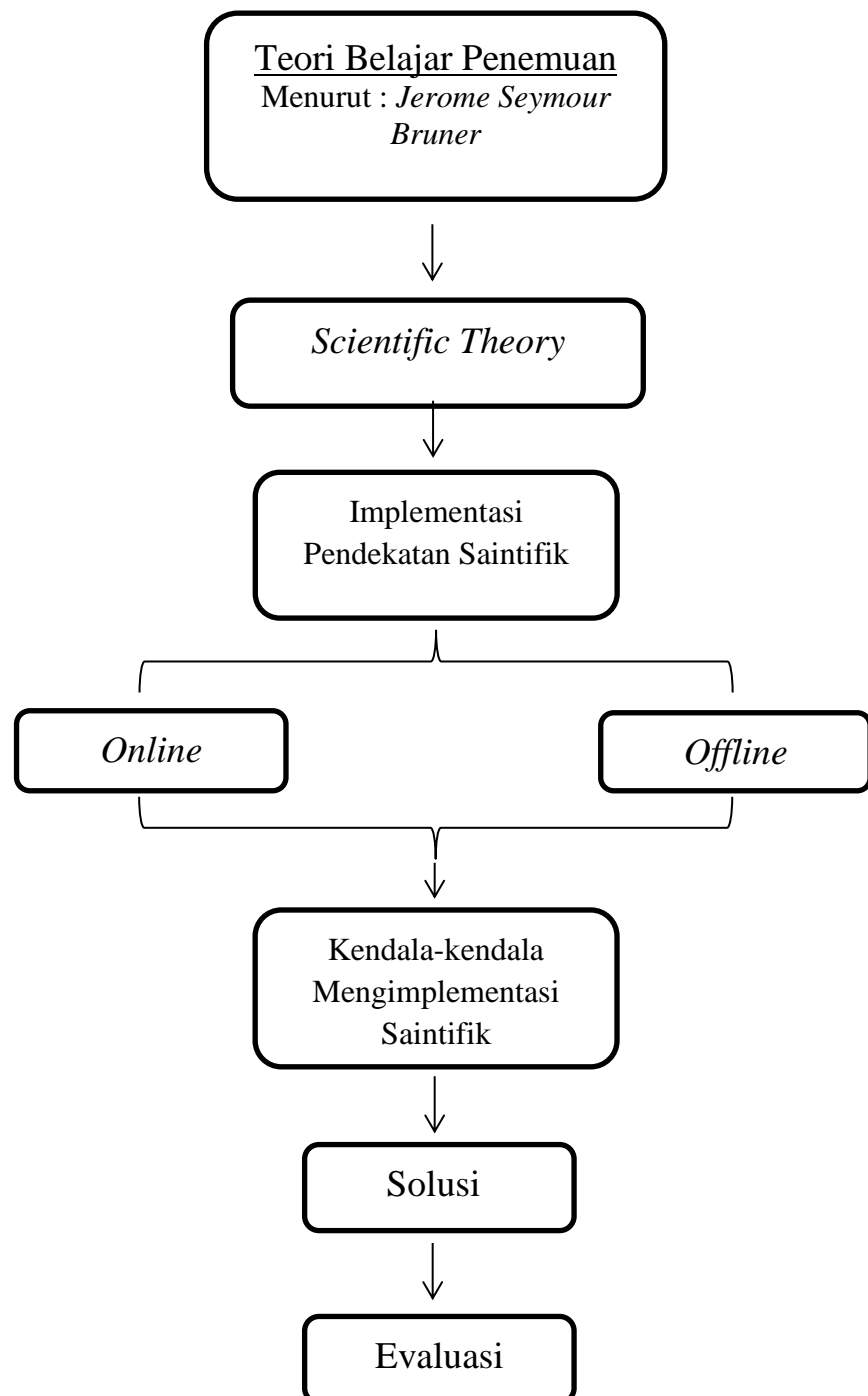 Teori Belajar Penemuan
Menurut : Jerome Seymour
Bruner
Scientific Theory
Implementasi
Pendekatan Saintifik
Online
Offline
Kendala-kendala
Mengimplementasi
Saintifik
Solusi
Evaluasi